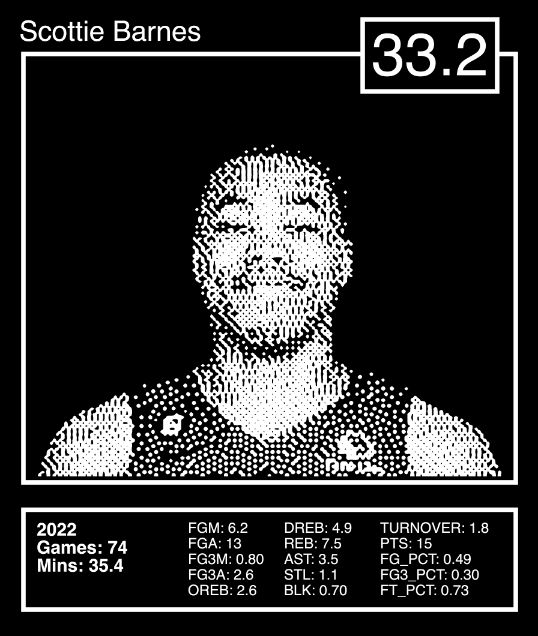 Scottie Barnes
33.2
2022
Games: 74
Mins: 35.4
FGM: 6.2
FGA: 13
FG3M: 0.80
FG3A: 2.6
OREB: 2.6
DREB: 4.9
REB: 7.5
AST: 3.5
STL: 1.1
BLK: 0.70
TURNOVER: 1.8
PTS: 15
FG_PCT: 0.49
FG3_PCT: 0.30
FT_PCT: 0.73